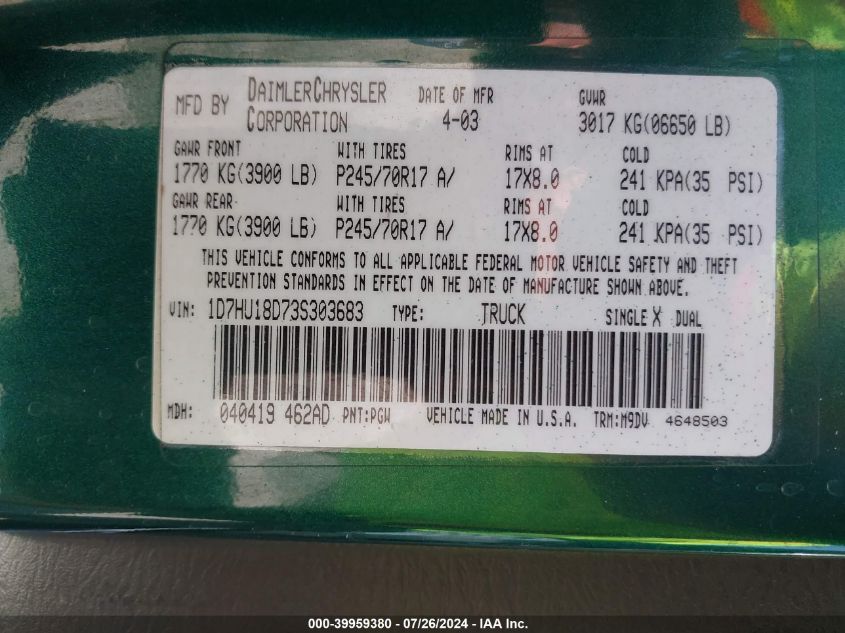 MFD BY DAIMLERCHRYSLER CORPORATION DATE OF MFR 4-03 GVWR 3017 KG(06650 LB)
GAWR FRONT WITH TIRES RIMS AT COLD
1770 KG(3900 LB) P245/70R17 A/ 17X8.0 241 KPA(35 PSI)
GAWR REAR WITH TIRES RIMS AT COLD
1770 KG(3900 LB) P245/70R17 A/ 17X8.0 241 KPA(35 PSI)
THIS VEHICLE CONFORMS TO ALL APPLICABLE FEDERAL MOTOR VEHICLE SAFETY AND THEFT
PREVENTION STANDARDS IN EFFECT ON THE DATE OF MANUFACTURE SHOWN ABOVE.
VIN: 1D7HU18D73S303683 TYPE: TRUCK SINGLE X DUAL
MDH: 040419 462AD PNT:PGW VEHICLE MADE IN U.S.A. TRM:M9DV 4648503
000-39959380 - 07/26/2024 - IAA Inc.